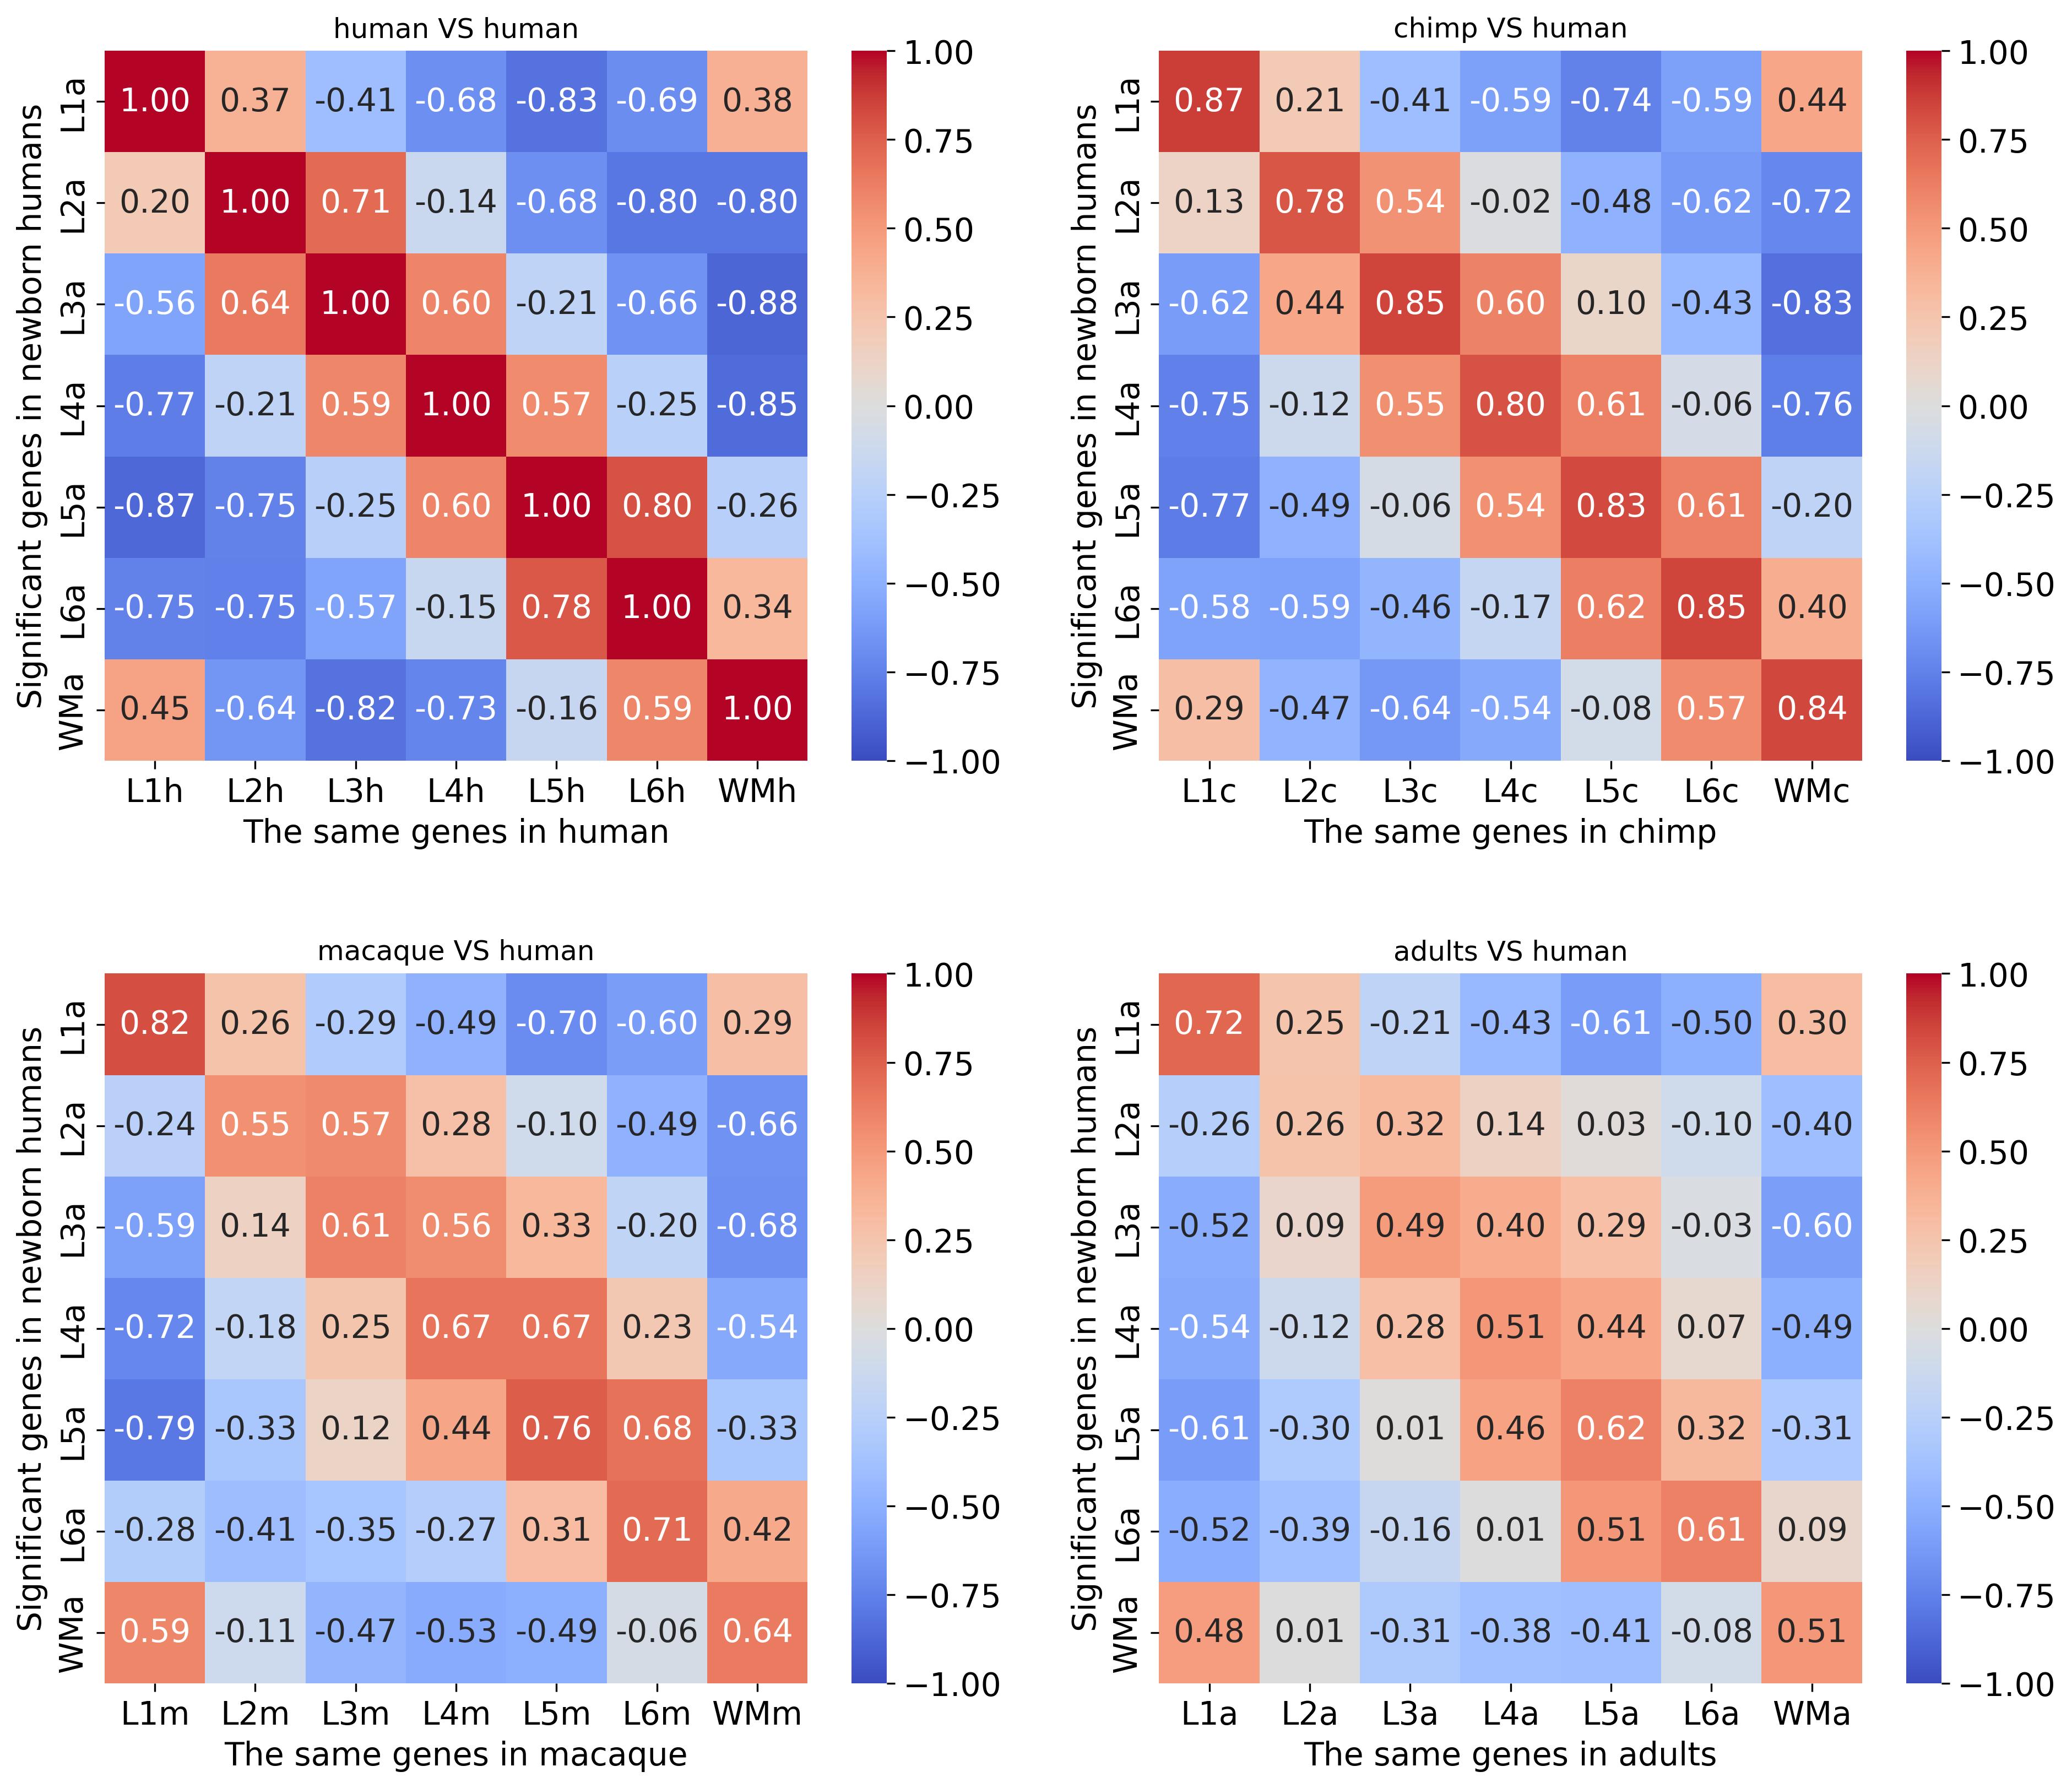 human VS human
Significant genes in newborn humans
L1a 1.00 0.37 -0.41 -0.68 -0.83 -0.69 0.38
L2a 0.20 1.00 0.71 -0.14 -0.68 -0.80 -0.80
L3a -0.56 0.64 1.00 0.60 -0.21 -0.66 -0.88
L4a -0.77 -0.21 0.59 1.00 0.57 -0.25 -0.85
L5a -0.87 -0.75 -0.25 0.60 1.00 0.80 -0.26
L6a -0.75 -0.75 -0.57 -0.15 0.78 1.00 0.34
WMa 0.45 -0.64 -0.82 -0.73 -0.16 0.59 1.00
L1h L2h L3h L4h L5h L6h WMh
The same genes in human
1.00
0.75
0.50
0.25
0.00
−0.25
−0.50
−0.75
−1.00
chimp VS human
Significant genes in newborn humans
L1a 0.87 0.21 -0.41 -0.59 -0.74 -0.59 0.44
L2a 0.13 0.78 0.54 -0.02 -0.48 -0.62 -0.72
L3a -0.62 0.44 0.85 0.60 0.10 -0.43 -0.83
L4a -0.75 -0.12 0.55 0.80 0.61 -0.06 -0.76
L5a -0.77 -0.49 -0.06 0.54 0.83 0.61 -0.20
L6a -0.58 -0.59 -0.46 -0.17 0.62 0.85 0.40
WMa 0.29 -0.47 -0.64 -0.54 -0.08 0.57 0.84
L1c L2c L3c L4c L5c L6c WMc
The same genes in chimp
1.00
0.75
0.50
0.25
0.00
−0.25
−0.50
−0.75
−1.00
macaque VS human
Significant genes in newborn humans
L1a 0.82 0.26 -0.29 -0.49 -0.70 -0.60 0.29
L2a -0.24 0.55 0.57 0.28 -0.10 -0.49 -0.66
L3a -0.59 0.14 0.61 0.56 0.33 -0.20 -0.68
L4a -0.72 -0.18 0.25 0.67 0.67 0.23 -0.54
L5a -0.79 -0.33 0.12 0.44 0.76 0.68 -0.33
L6a -0.28 -0.41 -0.35 -0.27 0.31 0.71 0.42
WMa 0.59 -0.11 -0.47 -0.53 -0.49 -0.06 0.64
L1m L2m L3m L4m L5m L6m WMm
The same genes in macaque
1.00
0.75
0.50
0.25
0.00
−0.25
−0.50
−0.75
−1.00
adults VS human
Significant genes in newborn humans
L1a 0.72 0.25 -0.21 -0.43 -0.61 -0.50 0.30
L2a -0.26 0.26 0.32 0.14 0.03 -0.10 -0.40
L3a -0.52 0.09 0.49 0.40 0.29 -0.03 -0.60
L4a -0.54 -0.12 0.28 0.51 0.44 0.07 -0.49
L5a -0.61 -0.30 0.01 0.46 0.62 0.32 -0.31
L6a -0.52 -0.39 -0.16 0.01 0.51 0.61 0.09
WMa 0.48 0.01 -0.31 -0.38 -0.41 -0.08 0.51
L1a L2a L3a L4a L5a L6a WMa
The same genes in adults
1.00
0.75
0.50
0.25
0.00
−0.25
−0.50
−0.75
−1.00